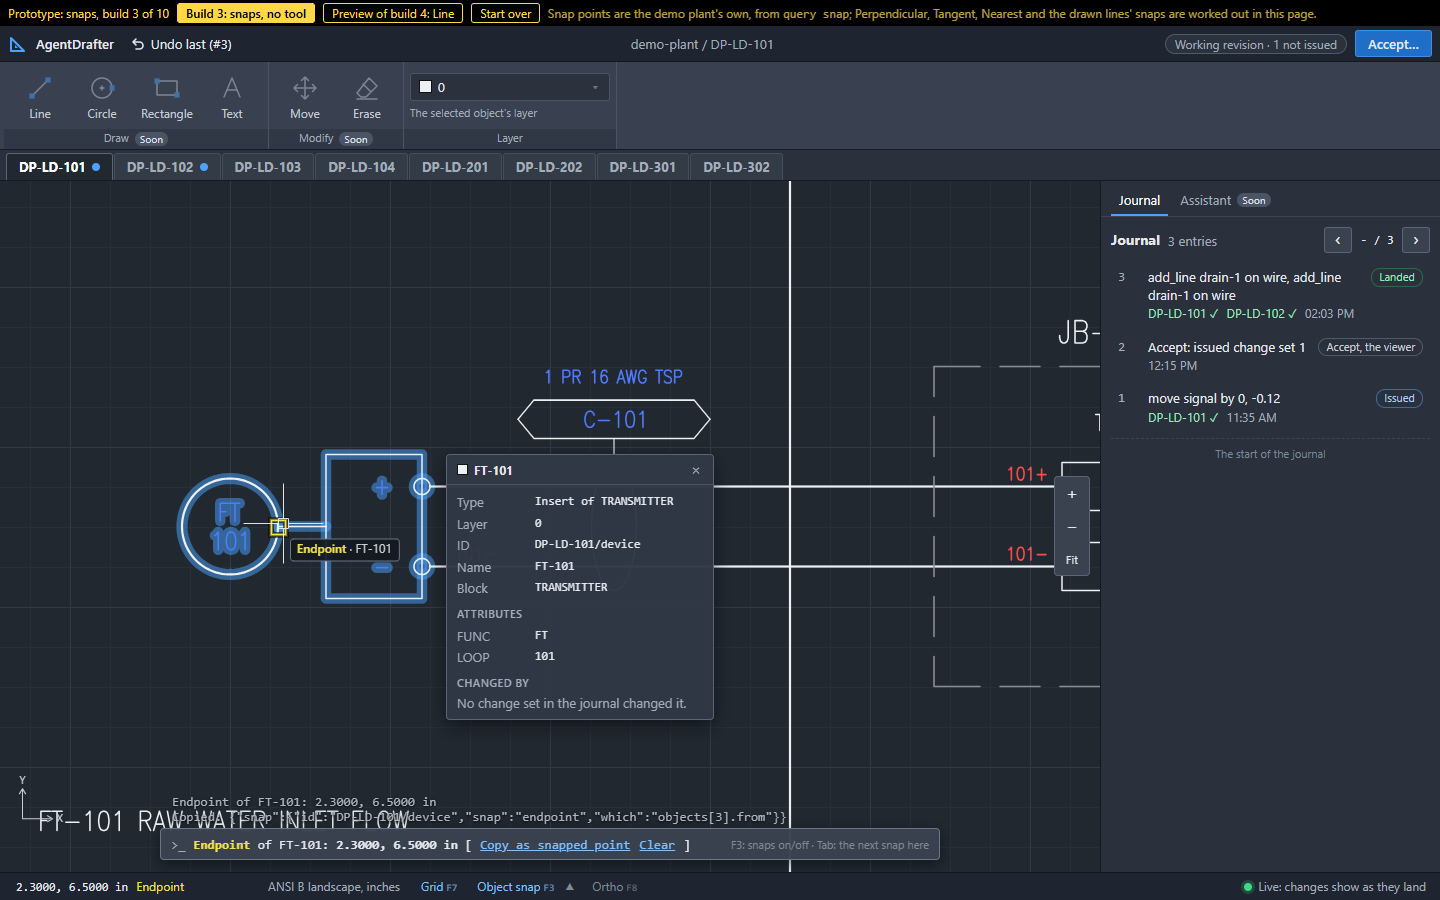 Prototype: snaps, build 3 of 10
Build 3: snaps, no tool
Preview of build 4: Line
Start over
Snap points are the demo plant's own, from query snap; Perpendicular, Tangent, Nearest and the drawn lines' snaps are worked out in this page.
AgentDrafter
Undo last (#3)
demo-plant / DP-LD-101
Working revision · 1 not issued
Accept...
Line
Circle
Rectangle
Text
Move
Erase
0
The selected object's layer
Draw Soon
Modify Soon
Layer
DP-LD-101
DP-LD-102
DP-LD-103
DP-LD-104
DP-LD-201
DP-LD-202
DP-LD-301
DP-LD-302
Journal
Assistant Soon
Journal 3 entries
- / 3
3 add_line drain-1 on wire, add_line drain-1 on wire
Landed
DP-LD-101 ✓ DP-LD-102 ✓ 02:03 PM
2 Accept: issued change set 1
Accept, the viewer
12:15 PM
1 move signal by 0, -0.12
Issued
DP-LD-101 ✓ 11:35 AM
The start of the journal
JB-
1 PR 16 AWG TSP
C-101
FT
101
+
−
Endpoint · FT-101
101+
101-
+
−
Fit
FT-101
×
Type Insert of TRANSMITTER
Layer 0
ID DP-LD-101/device
Name FT-101
Block TRANSMITTER
ATTRIBUTES
FUNC FT
LOOP 101
CHANGED BY
No change set in the journal changed it.
Y
X
FT-101 RAW WATER INLET FLOW
Endpoint of FT-101: 2.3000, 6.5000 in
Copied: {"snap":{"id":"DP-LD-101/device","snap":"endpoint","which":"objects[3].from"}}
>_ Endpoint of FT-101: 2.3000, 6.5000 in [ Copy as snapped point Clear ]
F3: snaps on/off · Tab: the next snap here
2.3000, 6.5000 in Endpoint
ANSI B landscape, inches
Grid F7
Object snap F3
Ortho F8
Live: changes show as they land